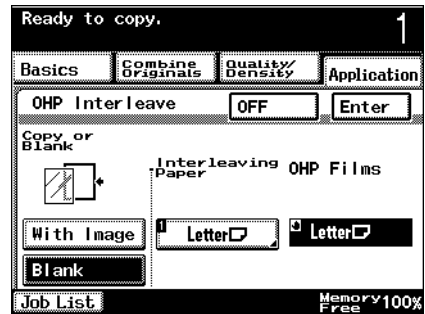 Ready to copy.
1
Basics
Combine Originals
Quality/ Density
Application
OHP Interleave
OFF
Enter
Copy or
Blank
Interleaving
Paper
OHP Films
With Image
1 Letter
Letter
Blank
Job List
Memory
Free 100%